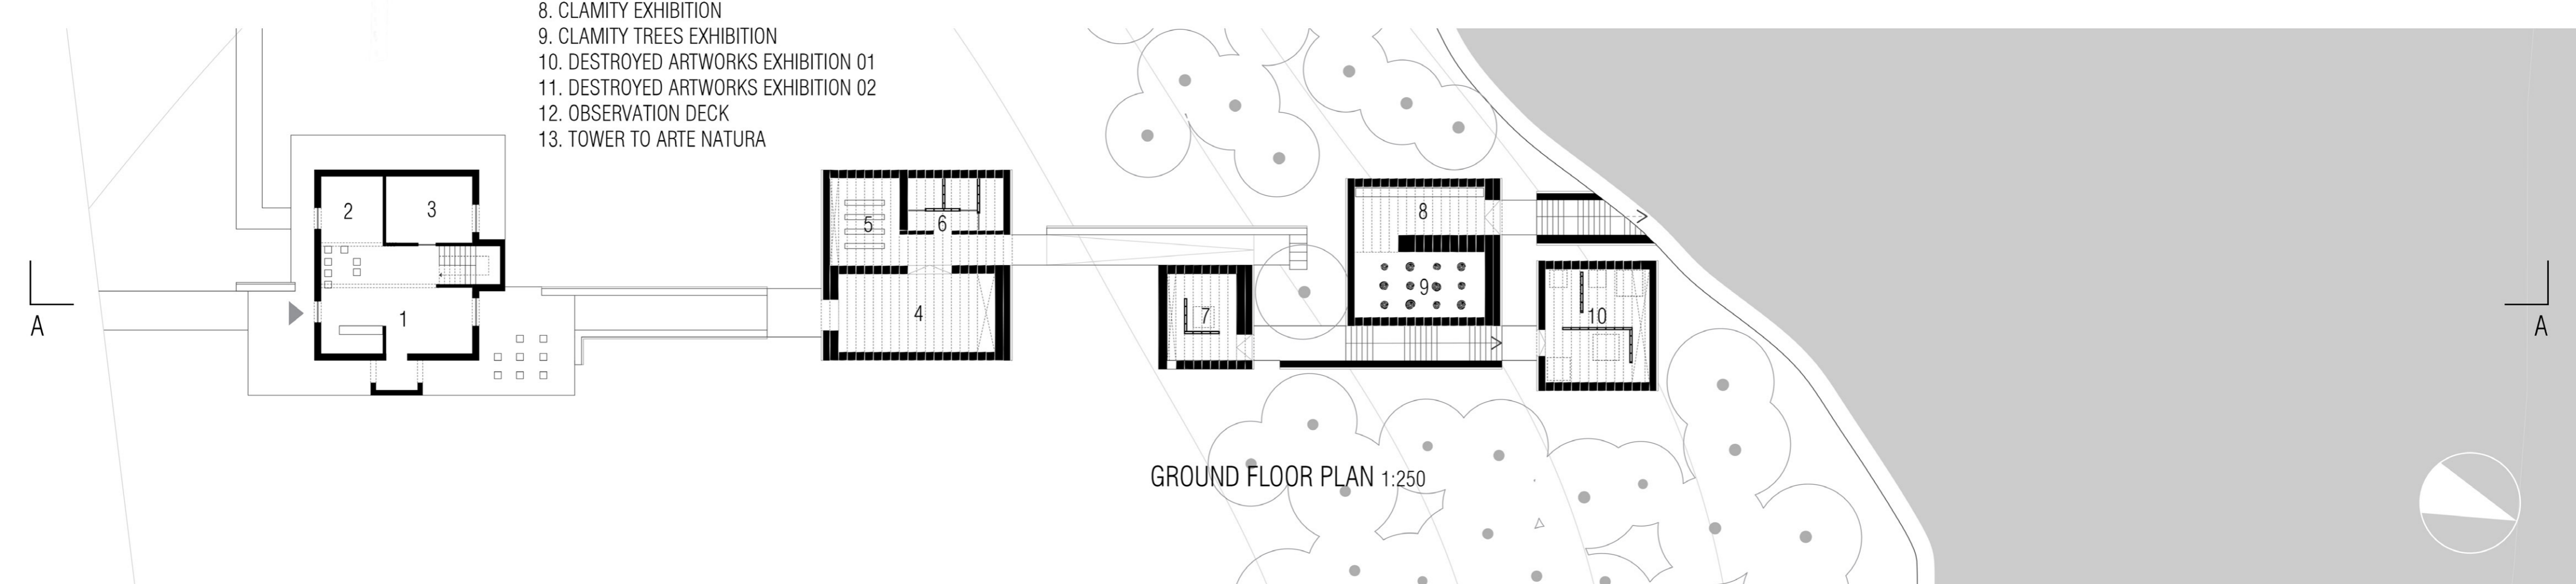 8. CLAMITY EXHIBITION
9. CLAMITY TREES EXHIBITION
10. DESTROYED ARTWORKS EXHIBITION 01
11. DESTROYED ARTWORKS EXHIBITION 02
12. OBSERVATION DECK
13. TOWER TO ARTE NATURA
2
3
5
6
8
9
1
4
7
10
A
A
GROUND FLOOR PLAN 1:250